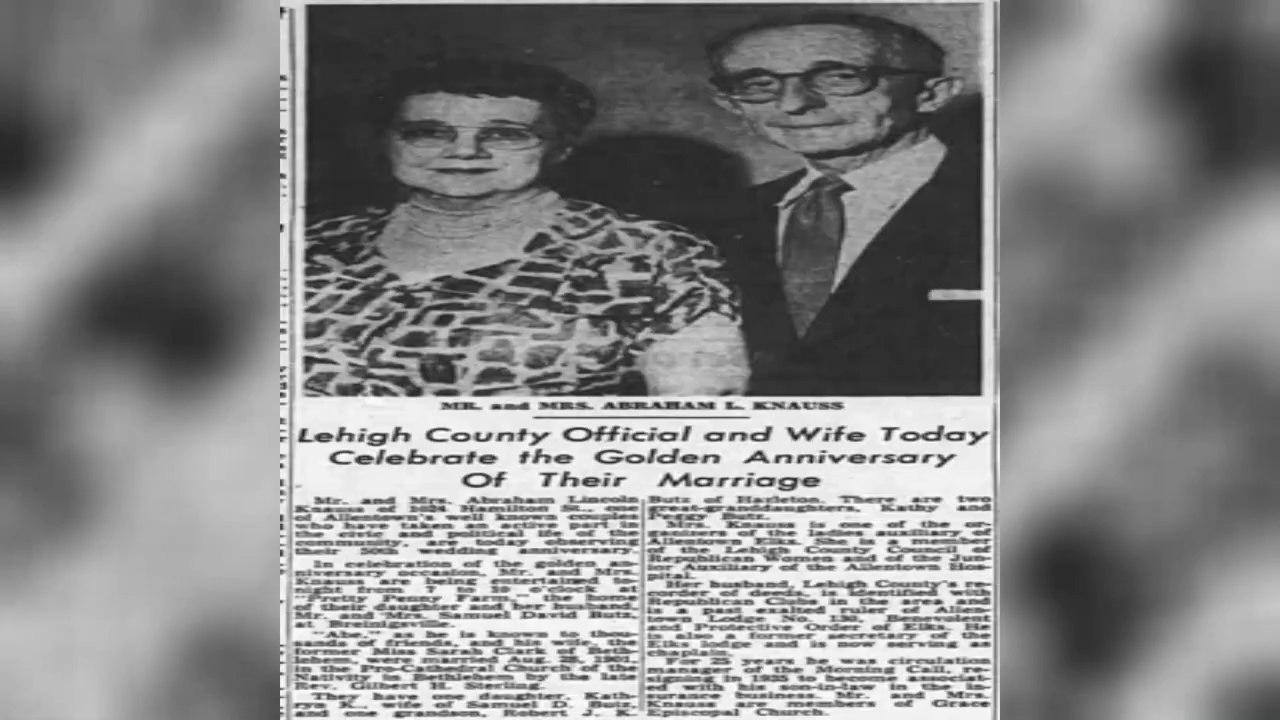 MR. and MRS. ABRAHAM L. KNAUSS
Lehigh County Official and Wife Today
Celebrate the Golden Anniversary
Of Their Marriage
Mr. and Mrs. Abraham Lincoln
Knauss of 1024 Hamilton St., one
of Allentown's well known couples
who have taken an active part in
the civic and political life of the
community, are today observing
their 50th wedding anniversary.
In celebration of the golden an-
niversary occasion, Mr. and Mrs.
Knauss are being entertained to-
night from 7 to 10 o'clock at
"Pretty Penny Farm," the home
of their daughter and her husband,
Mr. and Mrs. Samuel David Butz
at
"Abe," as he is known to thou-
sands of friends, and his wife, the
former Miss Sarah Clark of Beth-
lehem, were married Aug. 1901,
in the Pro-Cathedral Church of the
Nativity in Bethlehem by the late
Rev. Gilbert H. Sterling.
They have one daughter, Kath-
ryn K., wife of Samuel D. Butz,
and one grandson, Robert J. K.
Butz of Hazleton. There are two
great-granddaughters, Kathy and
Peggy Butz.
Mrs. Knauss is one of the or-
ganizers of the ladies auxiliary of
Allentown Elks. She is a member
of the Lehigh County Council of
Republican Women and of the Jun-
ior Auxiliary of the Allentown Hos-
pital.
Her husband, Lehigh County's re-
corder of deeds, is identified with
Republican Clubs in the area and
is a past exalted ruler of Allen-
town Lodge No. 130, Benevolent
and Protective Order of Elks. He
is also a former secretary of the
Elks lodge and is now serving as
chaplain.
For 25 years he was circulation
manager of the Morning Call, re-
signing in 1935 to become associat-
ed with his son-in-law in the in-
surance business. Mr. and Mrs.
Knauss are members of Grace
Episcopal Church.